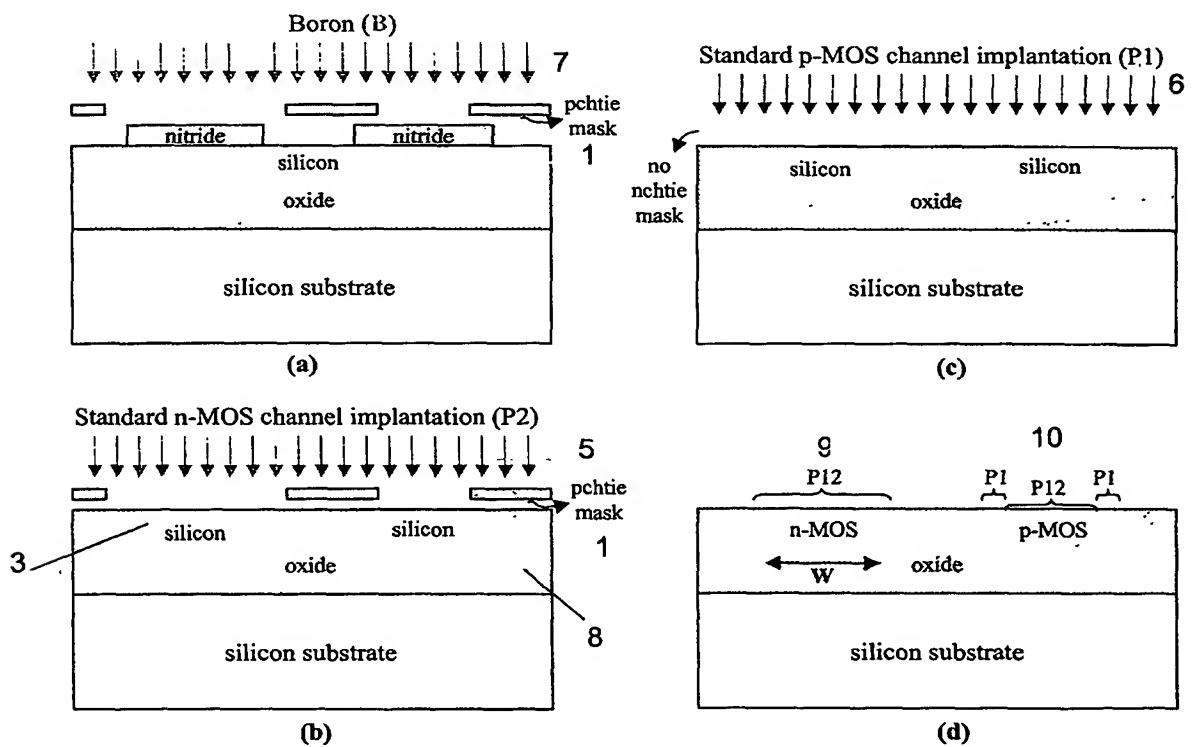 Boron (B)
7
pchtie
mask
nitride
nitride
1
silicon
oxide
silicon substrate
(a)
Standard n-MOS channel implantation (P2)
5
pchtie
mask
1
3
silicon
silicon
oxide
8
silicon substrate
(b)
Standard p-MOS channel implantation (P1)
6
no
nchtie
mask
silicon
silicon
oxide
silicon substrate
(c)
9
10
P12
P1
P12
P1
n-MOS
p-MOS
W
oxide
silicon substrate
(d)